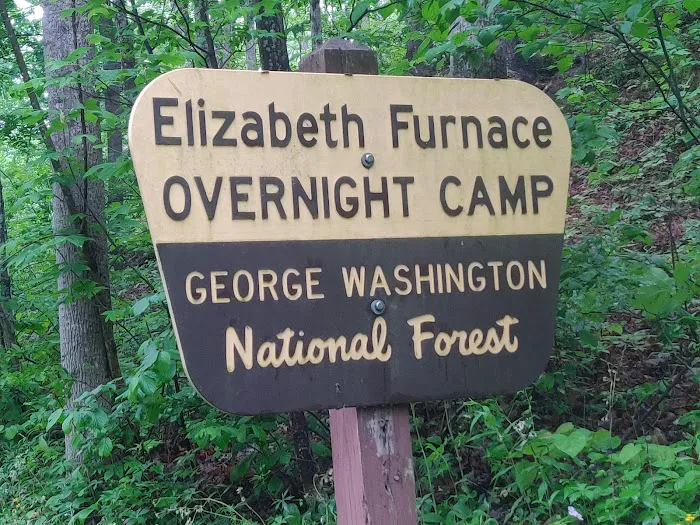 Elizabeth Furnace
OVERNIGHT CAMP
GEORGE WASHINGTON
National Forest